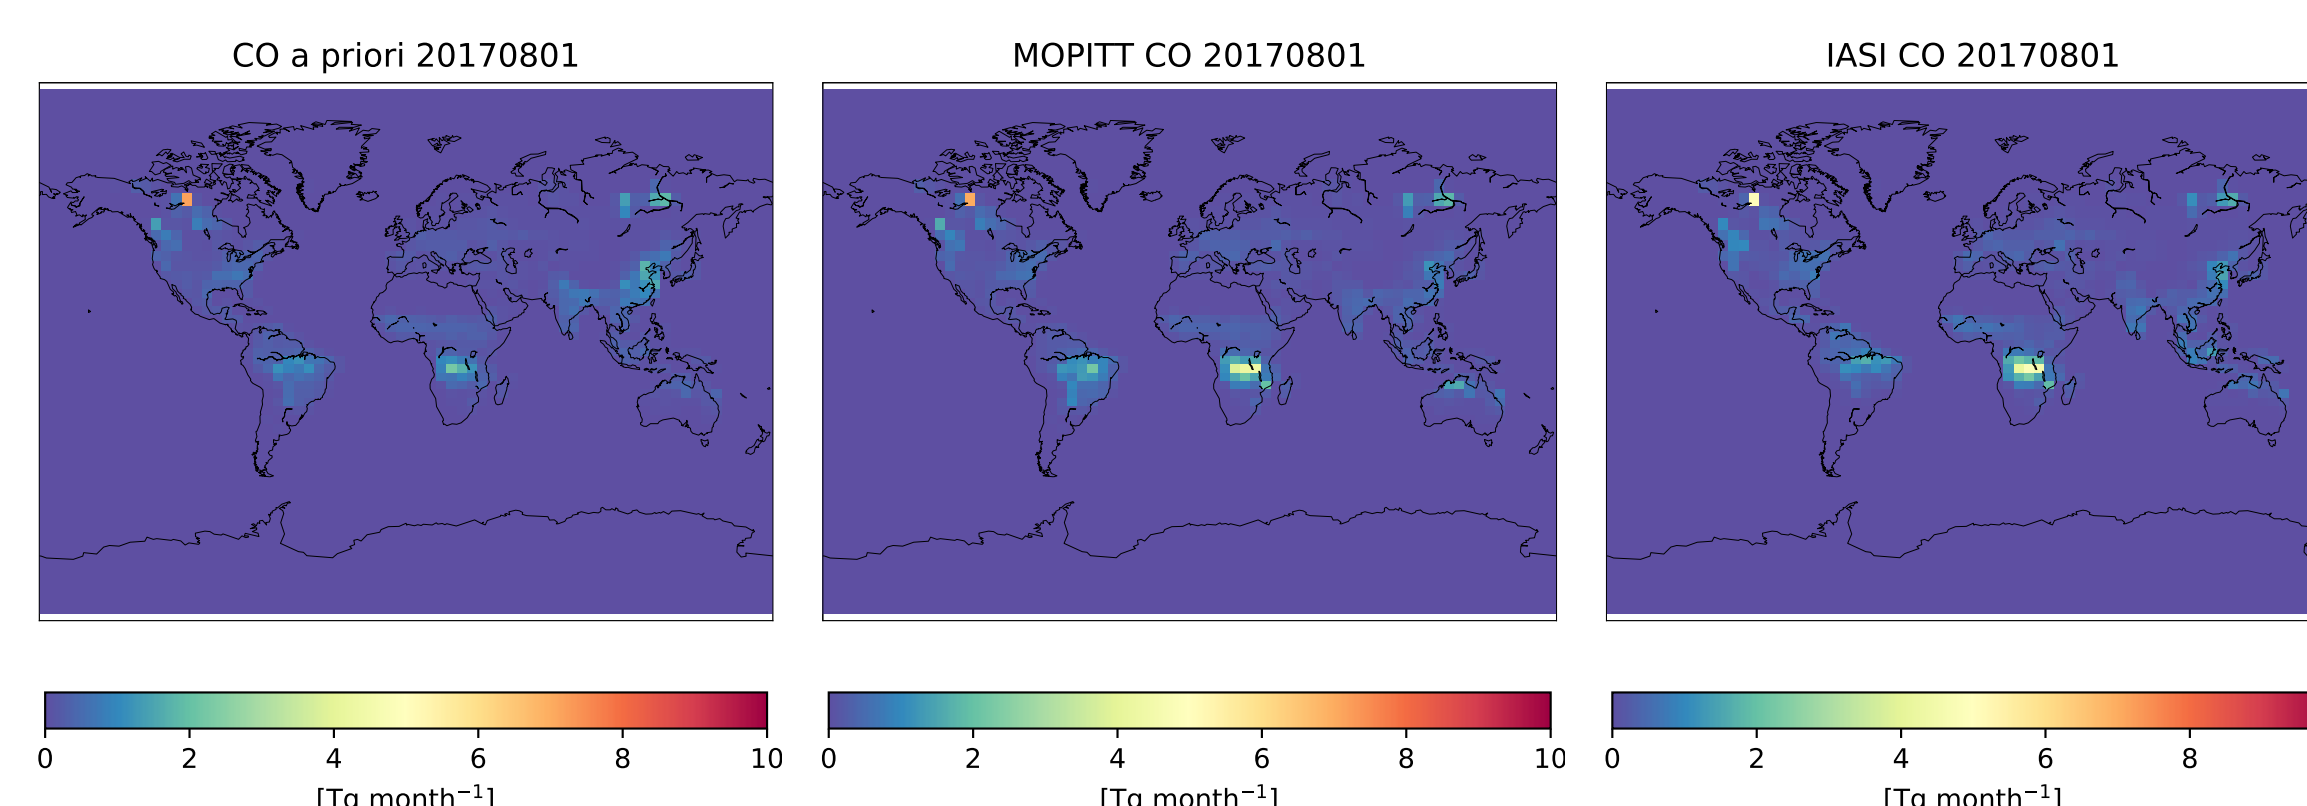 CO a priori 20170801
MOPITT CO 20170801
IASI CO 20170801
0 2 4 6 8 10
0 2 4 6 8 10
0 2 4 6 8
[Tg month⁻¹]
[Tg month⁻¹]
[Tg month⁻¹]